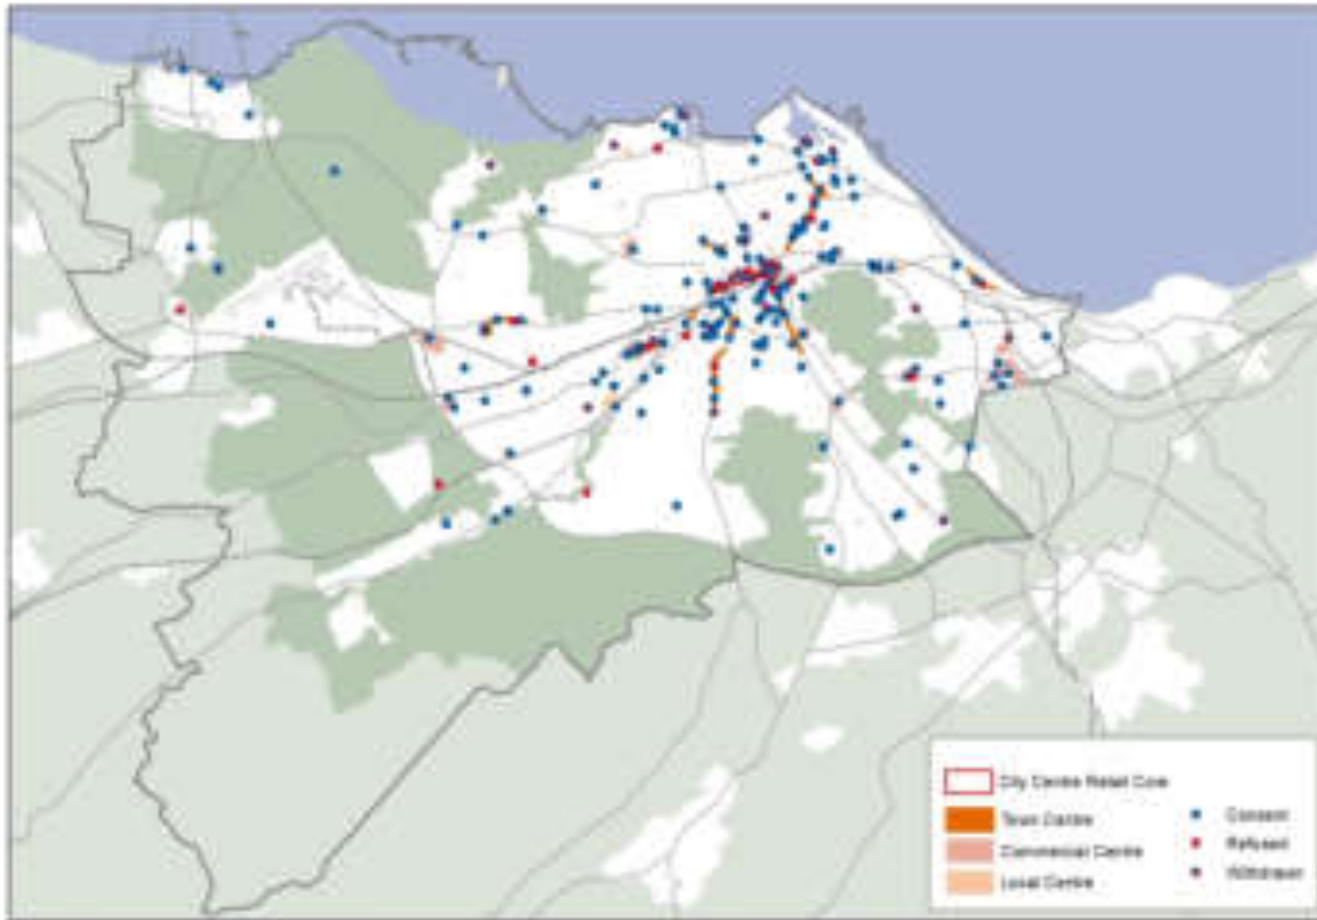 City Centre Retail Core
Town Centre
Commercial Centre
Local Centre
Consent
Refused
Withdrawn